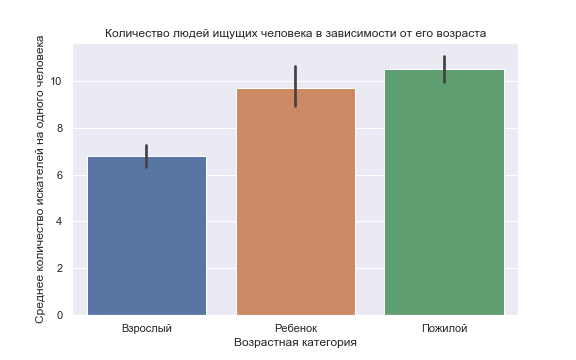 Количество людей ищущих человека в зависимости от его возраста
Среднее количество искателей на одного человека
10
8
6
4
2
0
Взрослый Ребенок Пожилой
Возрастная категория